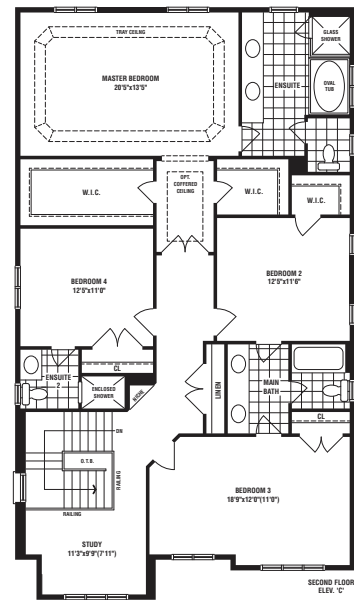 TRAY CEILING
GLASS
SHOWER
MASTER BEDROOM
20'5"x13'5"
ENSUITE
OVAL
TUB
W.I.C.
OPT.
COFFERED
CEILING
W.I.C.
W.I.C.
BEDROOM 4
12'5"x11'0"
BEDROOM 2
12'5"x11'6"
ENSUITE
2
CL
ENCLOSED
SHOWER
NICHE
LINEN
MAIN
BATH
CL
DN
O.T.B.
RAILING
RAILING
BEDROOM 3
18'9"x12'0"(11'0")
STUDY
11'3"x9'9"(7'11")
SECOND FLOOR
ELEV. 'C'